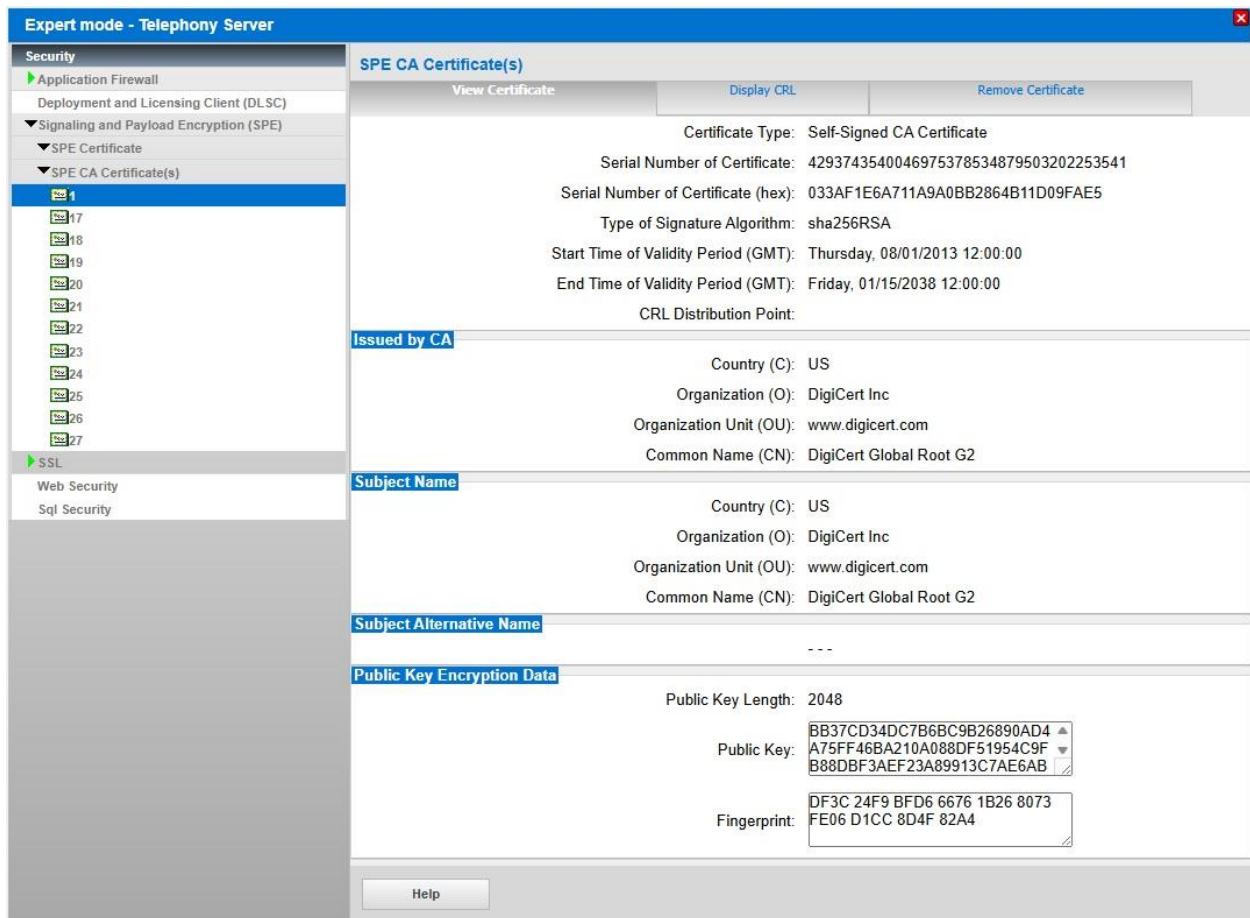 Expert mode - Telephony Server
Security
Application Firewall
Deployment and Licensing Client (DLSC)
Signaling and Payload Encryption (SPE)
SPE Certificate
SPE CA Certificate(s)
1
17
18
19
20
21
22
23
24
25
26
27
SSL
Web Security
Sql Security
SPE CA Certificate(s)
View Certificate Display CRL Remove Certificate
Certificate Type: Self-Signed CA Certificate
Serial Number of Certificate: 4293743540046975378534879503202253541
Serial Number of Certificate (hex): 033AF1E6A711A9A0BB2864B11D09FAE5
Type of Signature Algorithm: sha256RSA
Start Time of Validity Period (GMT): Thursday, 08/01/2013 12:00:00
End Time of Validity Period (GMT): Friday, 01/15/2038 12:00:00
CRL Distribution Point:
Issued by CA
Country (C): US
Organization (O): DigiCert Inc
Organization Unit (OU): www.digicert.com
Common Name (CN): DigiCert Global Root G2
Subject Name
Country (C): US
Organization (O): DigiCert Inc
Organization Unit (OU): www.digicert.com
Common Name (CN): DigiCert Global Root G2
Subject Alternative Name
- - -
Public Key Encryption Data
Public Key Length: 2048
Public Key:
BB37CD34DC7B6BC9B26890AD4
A75FF46BA210A088DF51954C9F
B88DBF3AEF23A89913C7AE6AB
Fingerprint:
DF3C 24F9 BFD6 6676 1B26 8073
FE06 D1CC 8D4F 82A4
Help